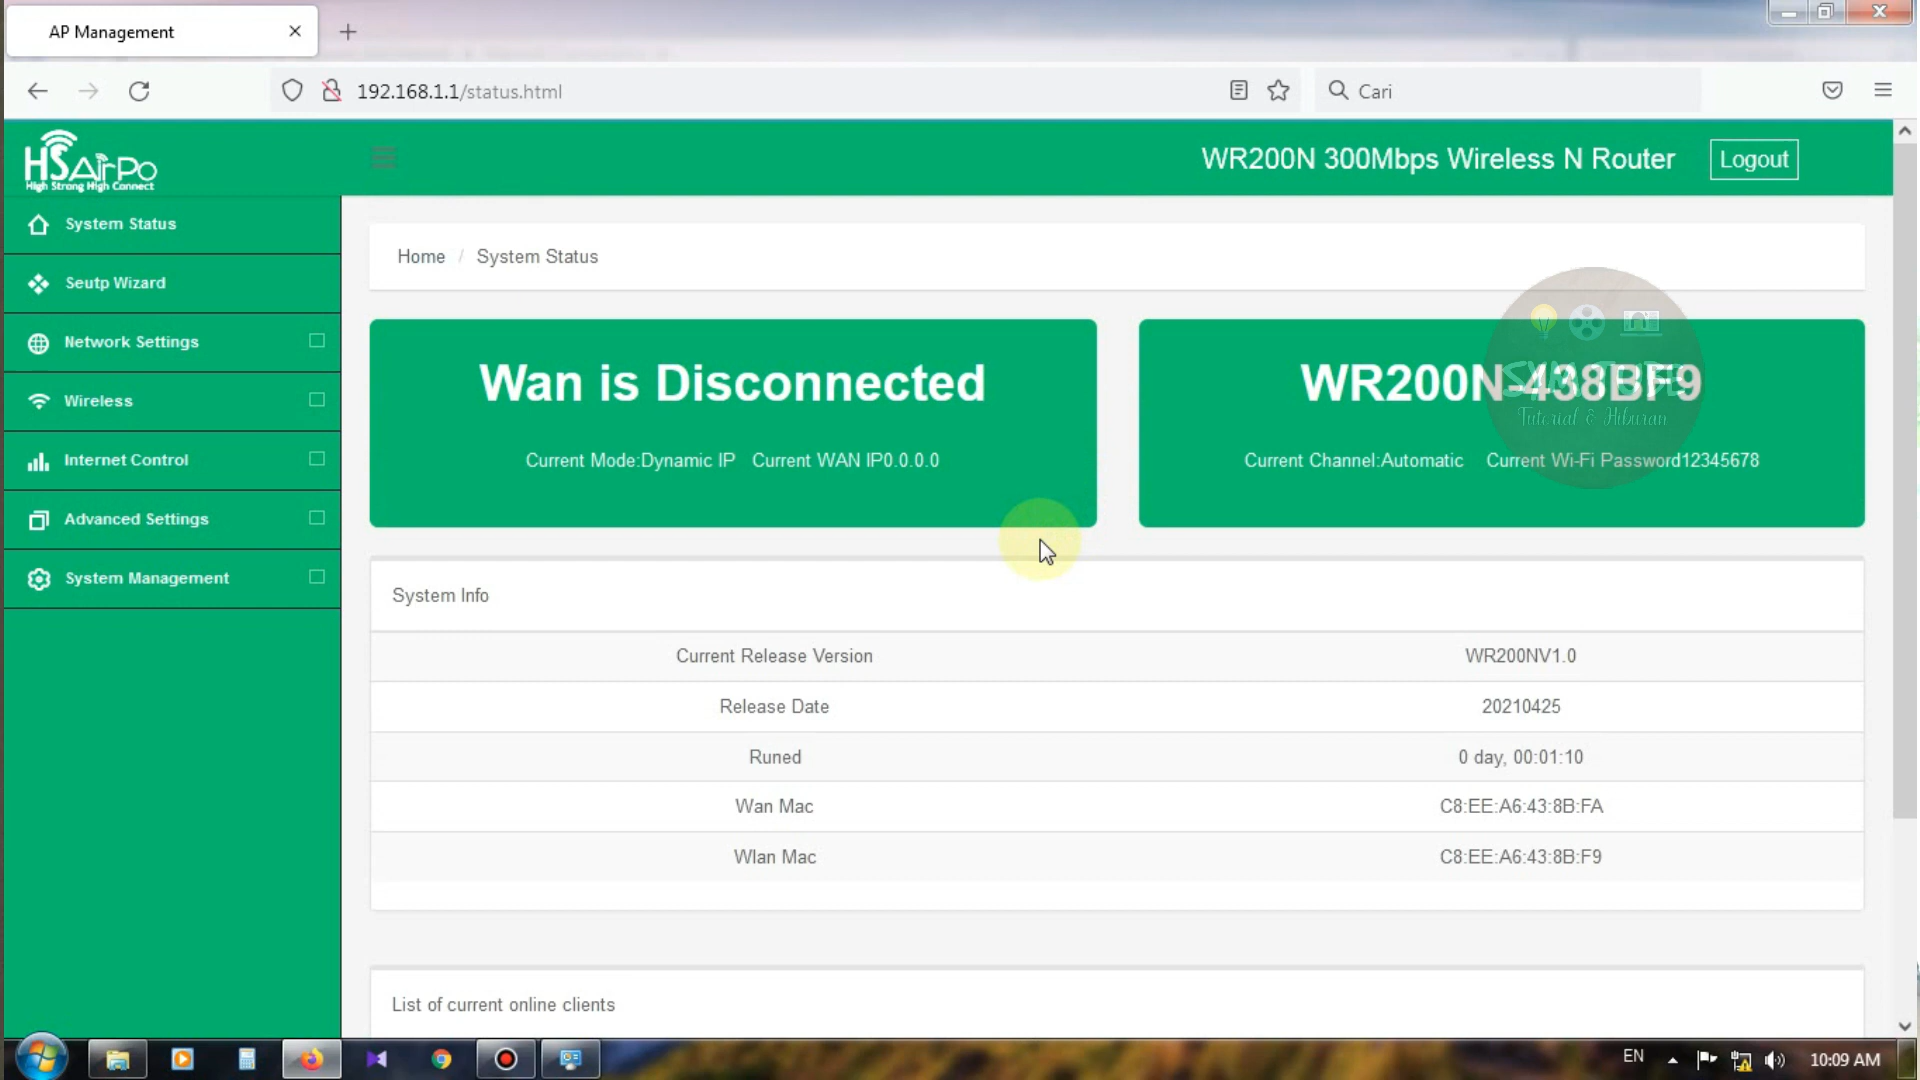 AP Management
192.168.1.1/status.html
Cari
HSAirPo
High Strong High Connect
WR200N 300Mbps Wireless N Router
Logout
System Status
Seutp Wizard
Network Settings
Wireless
Internet Control
Advanced Settings
System Management
Home / System Status
Wan is Disconnected
Current Mode:Dynamic IP Current WAN IP0.0.0.0
WR200N-438BF9
Tutorial & Hiburan
Current Channel:Automatic Current Wi-Fi Password12345678
System Info
Current Release Version WR200NV1.0
Release Date 20210425
Runed 0 day, 00:01:10
Wan Mac C8:EE:A6:43:8B:FA
Wlan Mac C8:EE:A6:43:8B:F9
List of current online clients
EN
10:09 AM